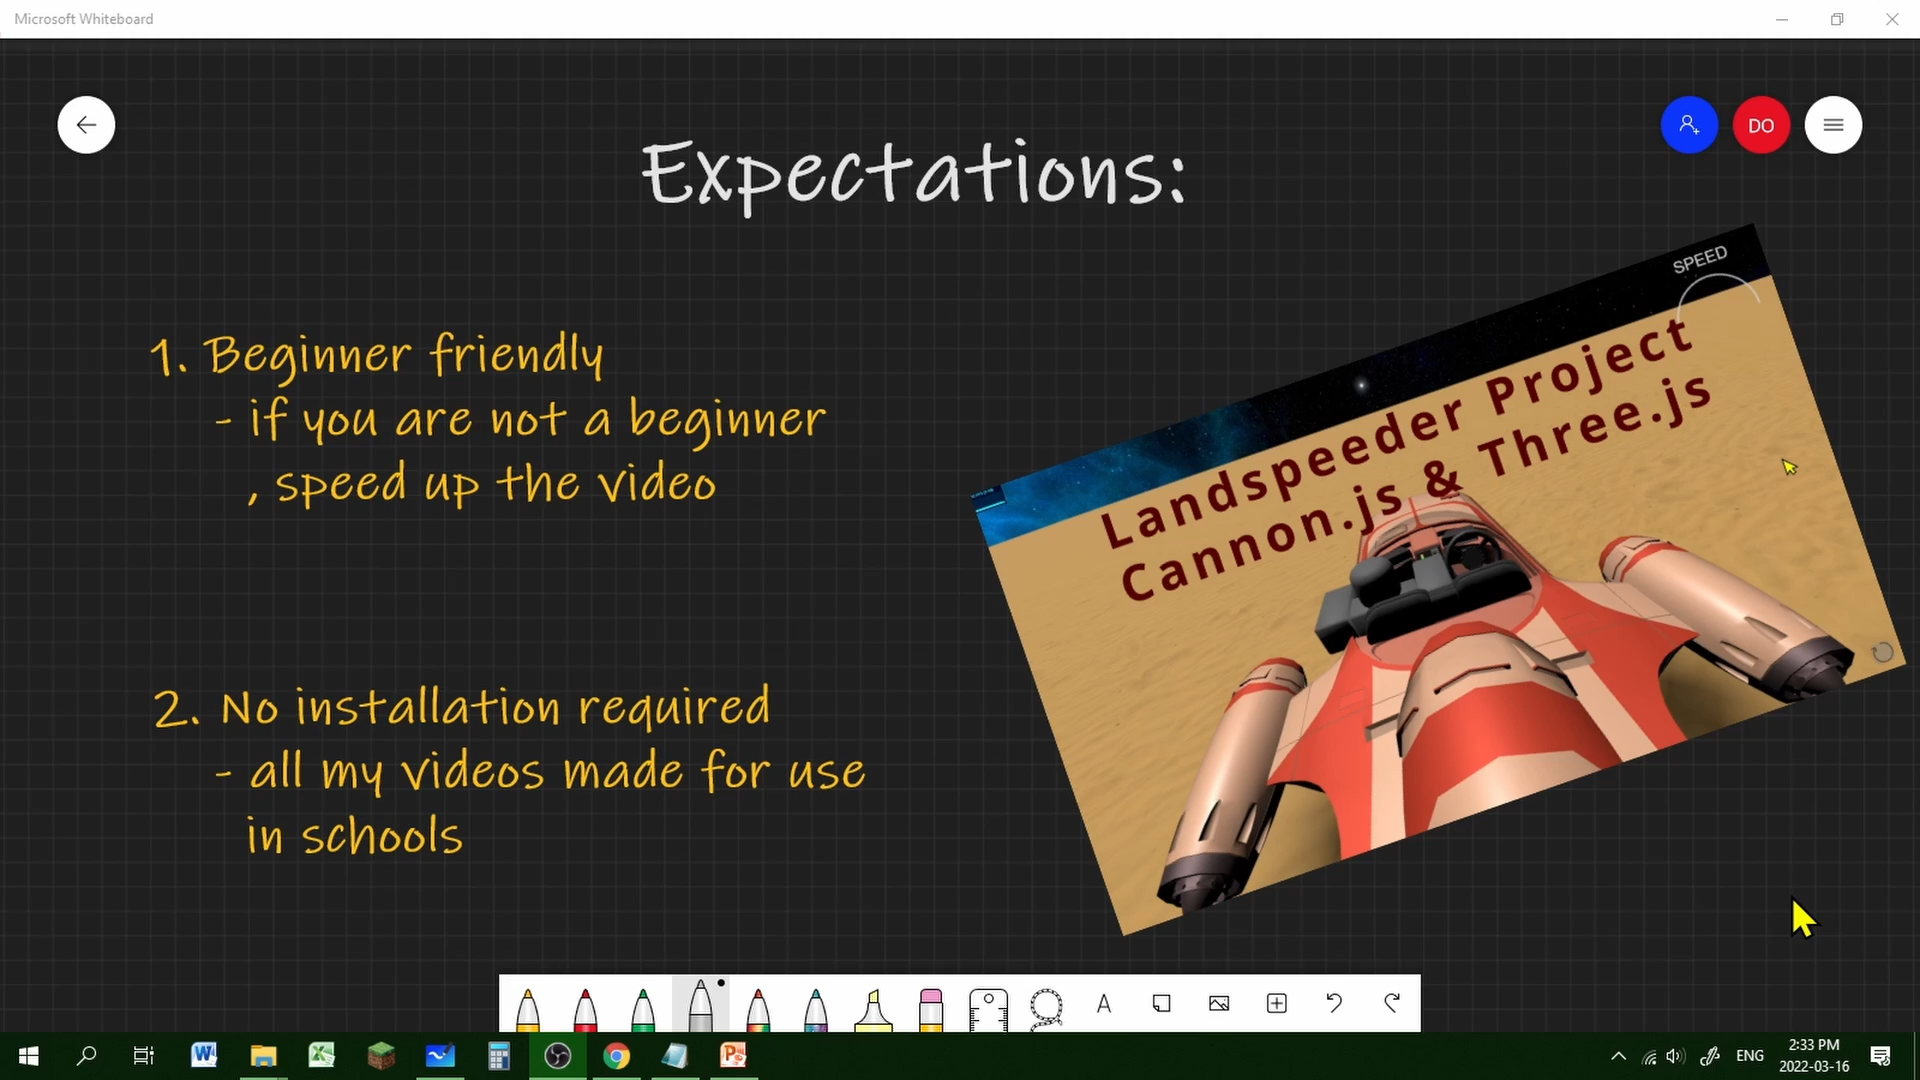 Microsoft Whiteboard
DO
Expectations:
1. Beginner friendly
- if you are not a beginner
, speed up the video
2. No installation required
- all my videos made for use
in schools
SPEED
Landspeeder Project
Cannon.js & Three.js
A
ENG
2:33 PM
2022-03-16